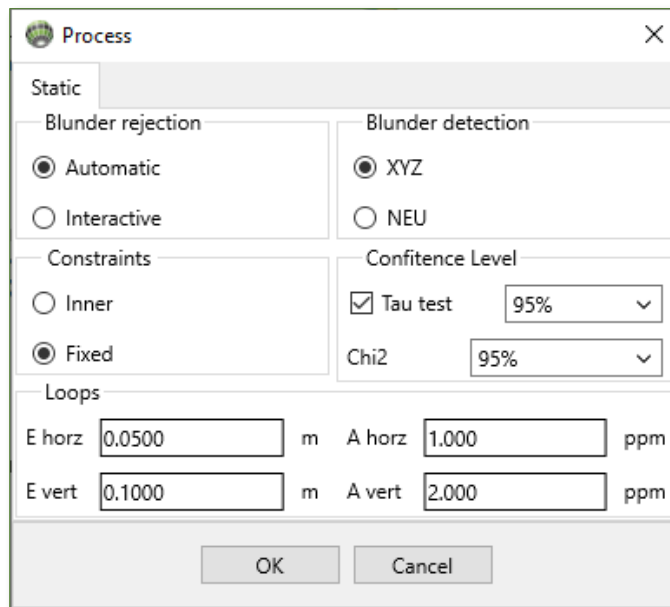 Process
Static
Blunder rejection
Automatic
Interactive
Blunder detection
XYZ
NEU
Constraints
Inner
Fixed
Confitence Level
Tau test 95%
Chi2 95%
Loops
E horz 0.0500 m A horz 1.000 ppm
E vert 0.1000 m A vert 2.000 ppm
OK Cancel